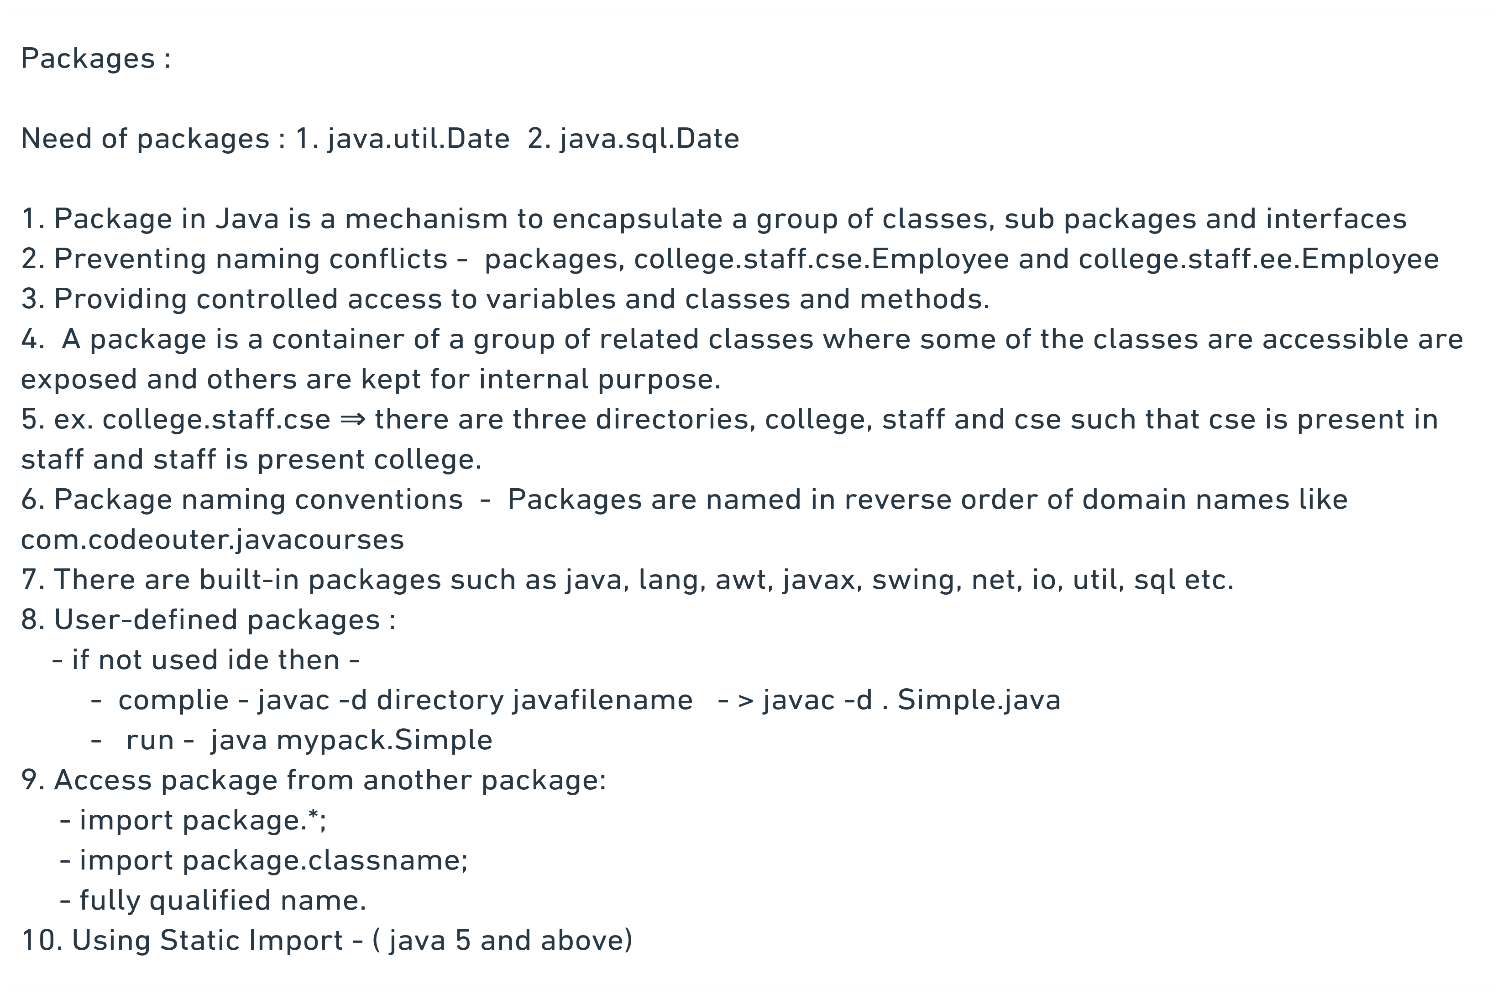 Packages :
Need of packages : 1. java.util.Date  2. java.sql.Date
1. Package in Java is a mechanism to encapsulate a group of classes, sub packages and interfaces
2. Preventing naming conflicts -  packages, college.staff.cse.Employee and college.staff.ee.Employee
3. Providing controlled access to variables and classes and methods.
4.  A package is a container of a group of related classes where some of the classes are accessible are
exposed and others are kept for internal purpose.
5. ex. college.staff.cse ⇒ there are three directories, college, staff and cse such that cse is present in
staff and staff is present college.
6. Package naming conventions  -  Packages are named in reverse order of domain names like
com.codeouter.javacourses
7. There are built-in packages such as java, lang, awt, javax, swing, net, io, util, sql etc.
8. User-defined packages :
- if not used ide then -
-  complie - javac -d directory javafilename   - > javac -d . Simple.java
-   run -  java mypack.Simple
9. Access package from another package:
- import package.*;
- import package.classname;
- fully qualified name.
10. Using Static Import - ( java 5 and above)